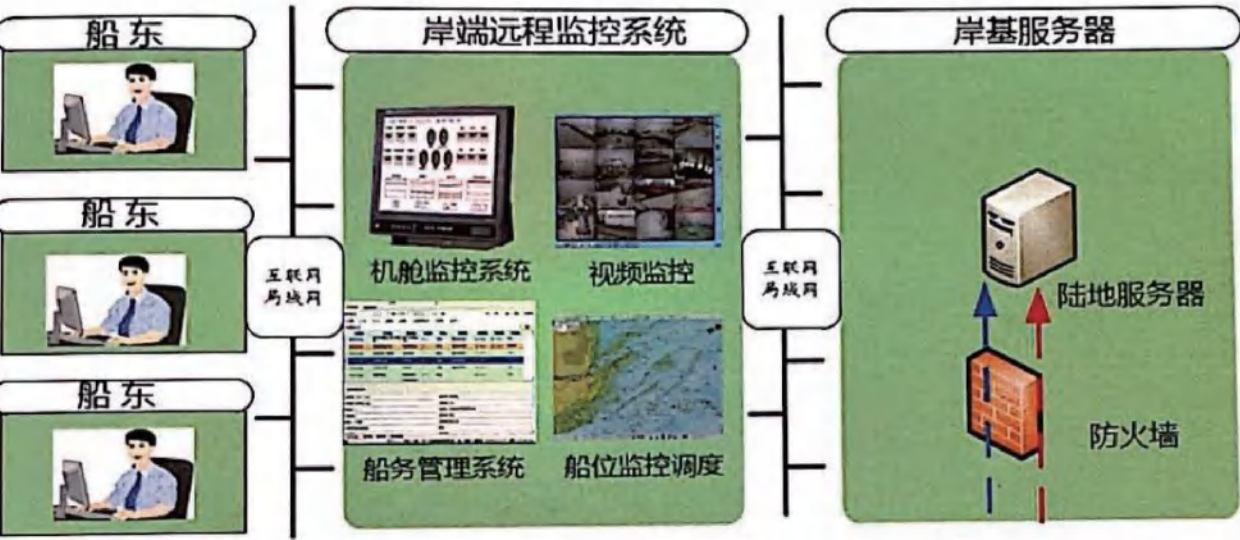 船东
船东
船东
互联网
局线网
岸端远程监控系统
机舱监控系统
视频监控
船务管理系统
船位监控调度
互联网
局线网
岸基服务器
陆地服务器
防火墙